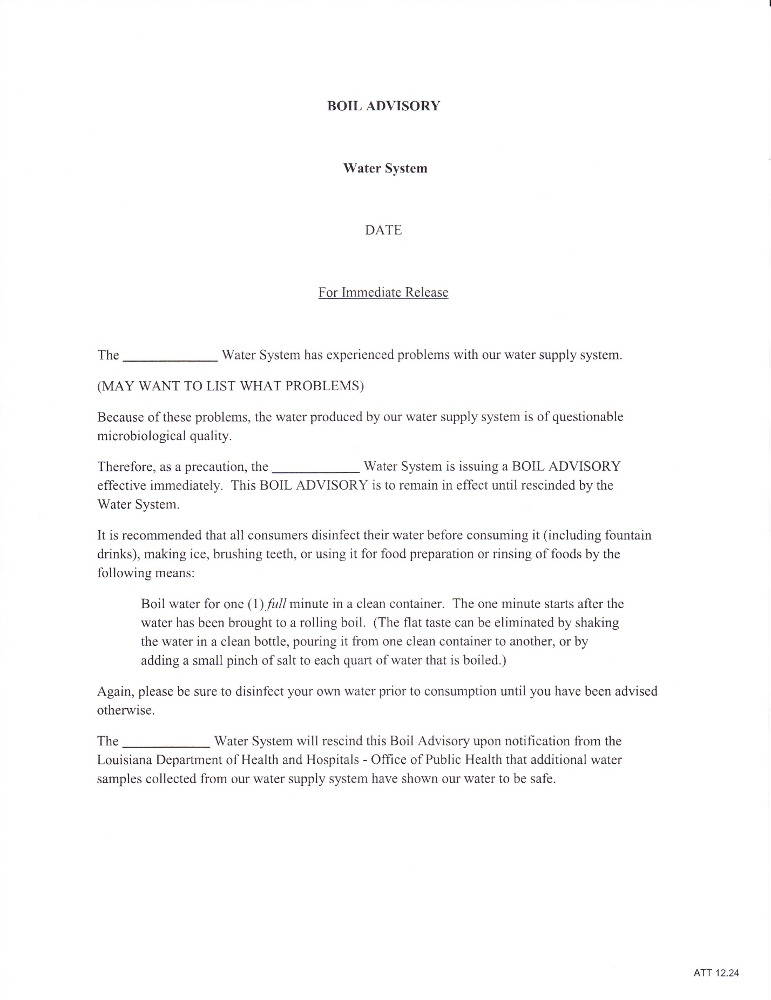 BOIL ADVISORY
Water System
DATE
For Immediate Release
The ______________ Water System has experienced problems with our water supply system.
(MAY WANT TO LIST WHAT PROBLEMS)
Because of these problems, the water produced by our water supply system is of questionable
microbiological quality.
Therefore, as a precaution, the _____________ Water System is issuing a BOIL ADVISORY
effective immediately. This BOIL ADVISORY is to remain in effect until rescinded by the
Water System.
It is recommended that all consumers disinfect their water before consuming it (including fountain
drinks), making ice, brushing teeth, or using it for food preparation or rinsing of foods by the
following means:
Boil water for one (1) full minute in a clean container. The one minute starts after the
water has been brought to a rolling boil. (The flat taste can be eliminated by shaking
the water in a clean bottle, pouring it from one clean container to another, or by
adding a small pinch of salt to each quart of water that is boiled.)
Again, please be sure to disinfect your own water prior to consumption until you have been advised
otherwise.
The _____________ Water System will rescind this Boil Advisory upon notification from the
Louisiana Department of Health and Hospitals - Office of Public Health that additional water
samples collected from our water supply system have shown our water to be safe.
ATT 12.24